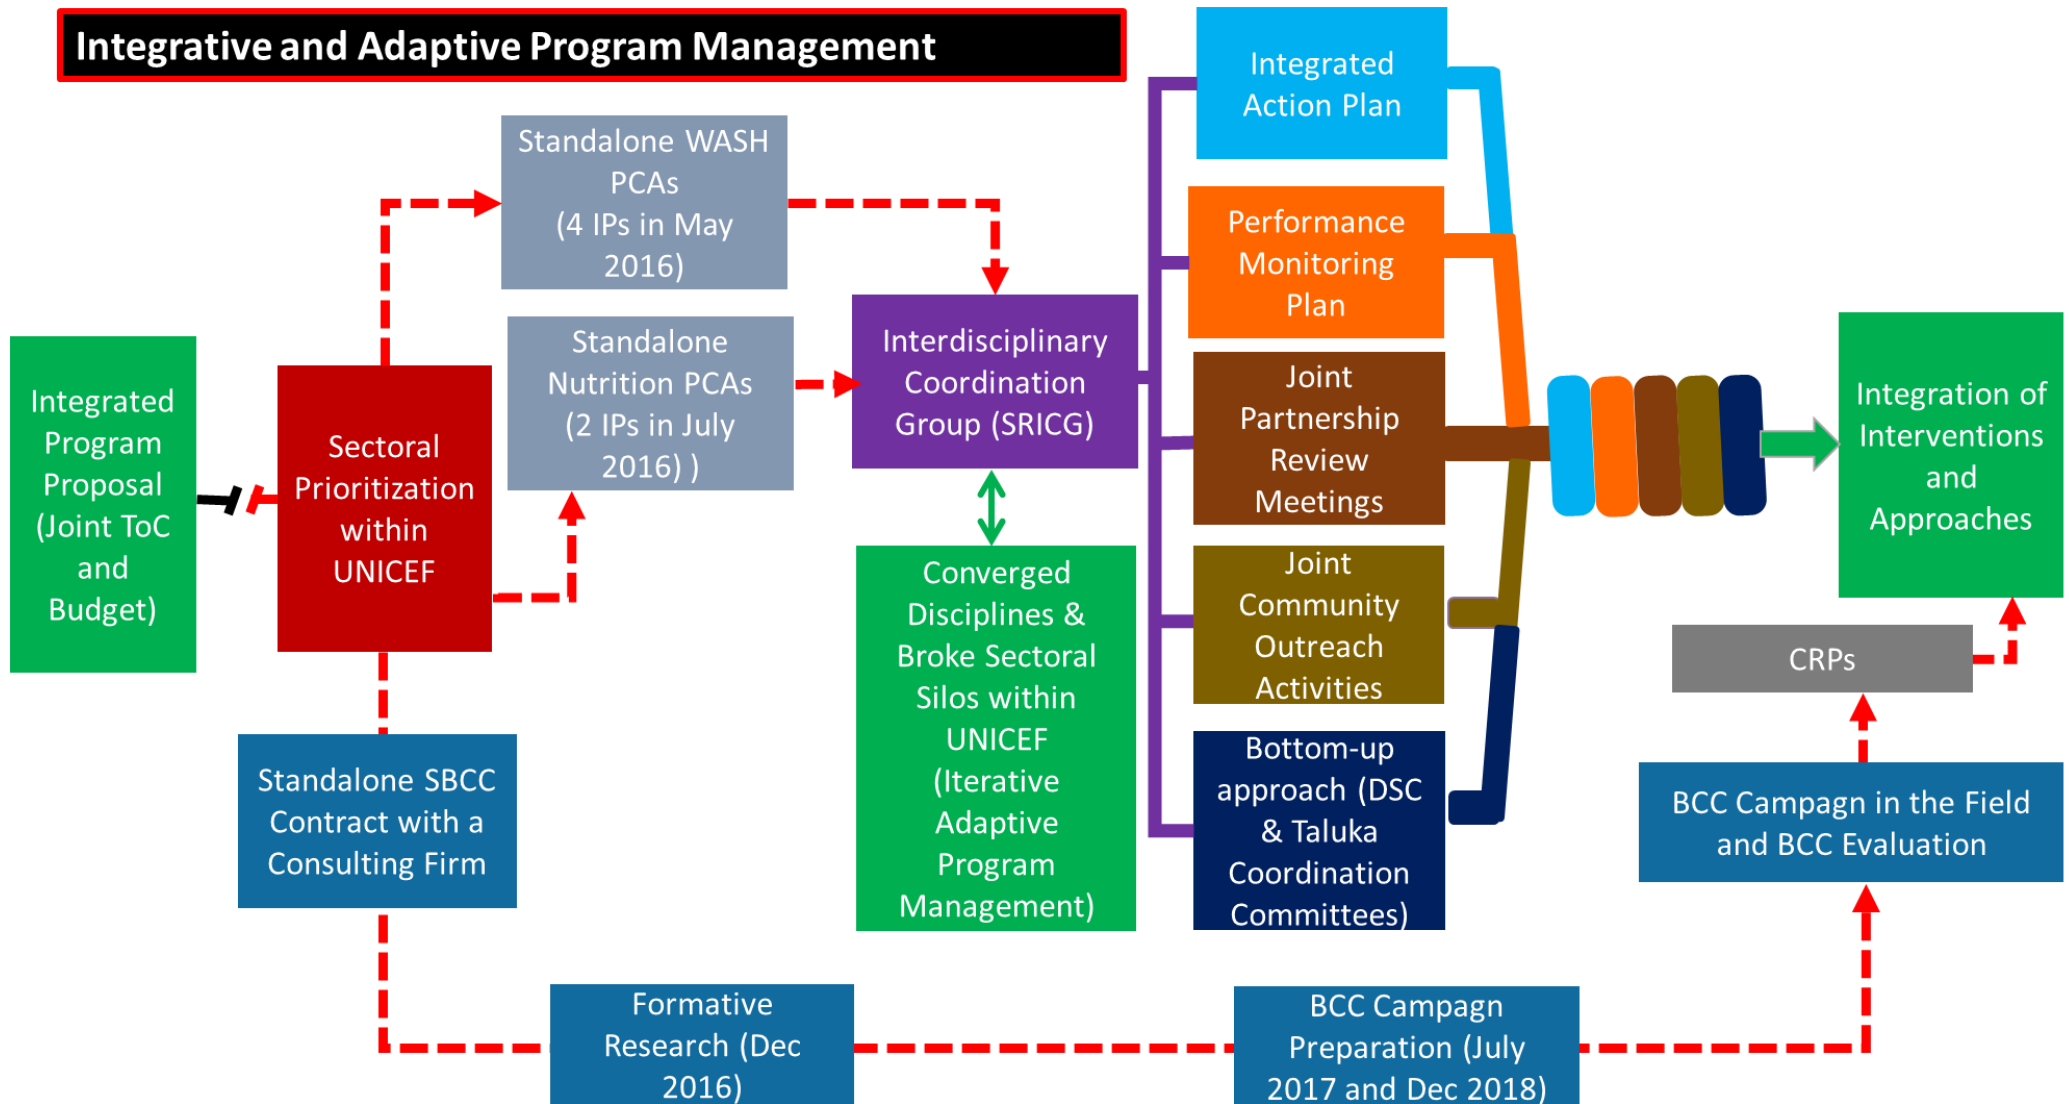 Integrative and Adaptive Program Management
Integrated
Program
Proposal
(Joint ToC
and
Budget)
Sectoral
Prioritization
within
UNICEF
Standalone WASH
PCAs
(4 IPs in May
2016)
Standalone
Nutrition PCAs
(2 IPs in July
2016) )
Standalone SBCC
Contract with a
Consulting Firm
Formative
Research (Dec
2016)
Interdisciplinary
Coordination
Group (SRICG)
Converged
Disciplines &
Broke Sectoral
Silos within
UNICEF
(Iterative
Adaptive
Program
Management)
Integrated
Action Plan
Performance
Monitoring
Plan
Joint
Partnership
Review
Meetings
Joint
Community
Outreach
Activities
Bottom-up
approach (DSC
& Taluka
Coordination
Committees)
BCC Campagn
Preparation (July
2017 and Dec 2018)
BCC Campagn in the Field
and BCC Evaluation
CRPs
Integration of
Interventions
and
Approaches